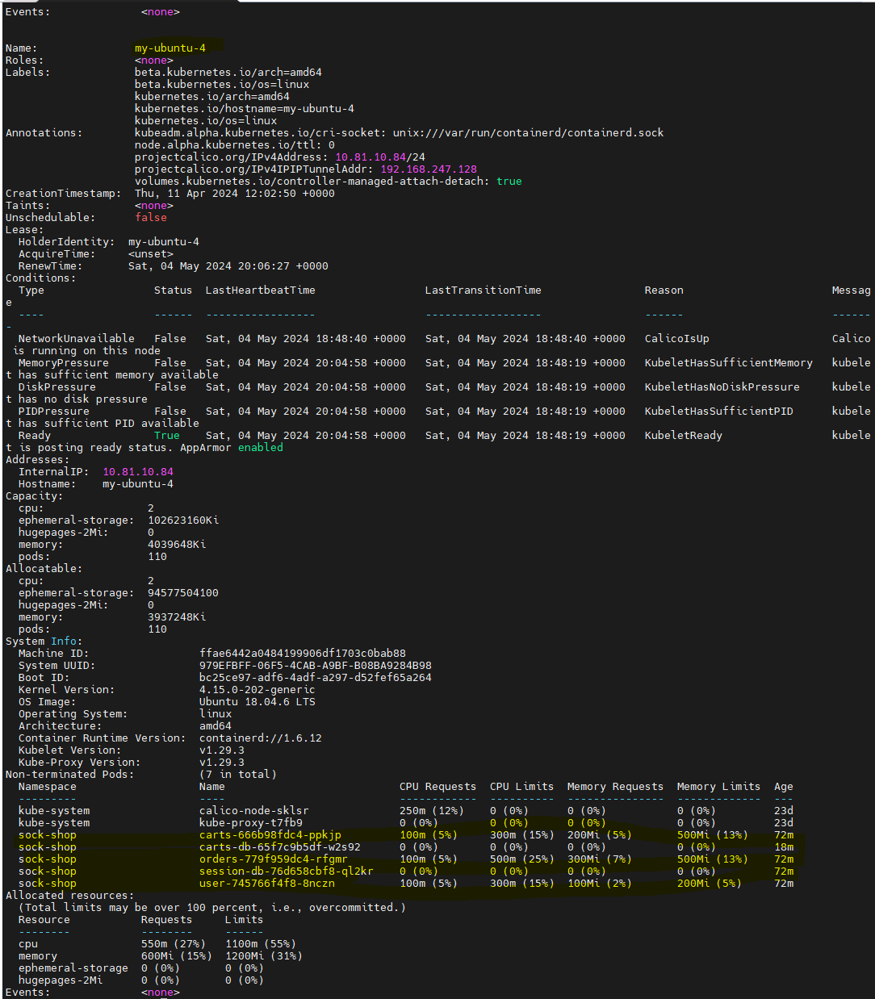 Events:              <none>
Name:               my-ubuntu-4
Roles:              <none>
Labels:             beta.kubernetes.io/arch=amd64
                    beta.kubernetes.io/os=linux
                    kubernetes.io/arch=amd64
                    kubernetes.io/hostname=my-ubuntu-4
                    kubernetes.io/os=linux
Annotations:        kubeadm.alpha.kubernetes.io/cri-socket: unix:///var/run/containerd/containerd.sock
                    node.alpha.kubernetes.io/ttl: 0
                    projectcalico.org/IPv4Address: 10.81.10.84/24
                    projectcalico.org/IPv4IPIPTunnelAddr: 192.168.247.128
                    volumes.kubernetes.io/controller-managed-attach-detach: true
CreationTimestamp:  Thu, 11 Apr 2024 12:02:50 +0000
Taints:             <none>
Unschedulable:      false
Lease:
  HolderIdentity:  my-ubuntu-4
  AcquireTime:     <unset>
  RenewTime:       Sat, 04 May 2024 20:06:27 +0000
Conditions:
  Type                 Status  LastHeartbeatTime                 LastTransitionTime                Reason                       Messag
e
  ----                 ------  -----------------                 ------------------                ------                       ------
-
  NetworkUnavailable   False   Sat, 04 May 2024 18:48:40 +0000   Sat, 04 May 2024 18:48:40 +0000   CalicoIsUp                   Calico
 is running on this node
  MemoryPressure       False   Sat, 04 May 2024 20:04:58 +0000   Sat, 04 May 2024 18:48:19 +0000   KubeletHasSufficientMemory   kubele
t has sufficient memory available
  DiskPressure         False   Sat, 04 May 2024 20:04:58 +0000   Sat, 04 May 2024 18:48:19 +0000   KubeletHasNoDiskPressure     kubele
t has no disk pressure
  PIDPressure          False   Sat, 04 May 2024 20:04:58 +0000   Sat, 04 May 2024 18:48:19 +0000   KubeletHasSufficientPID      kubele
t has sufficient PID available
  Ready                True    Sat, 04 May 2024 20:04:58 +0000   Sat, 04 May 2024 18:48:19 +0000   KubeletReady                 kubele
t is posting ready status. AppArmor enabled
Addresses:
  InternalIP:  10.81.10.84
  Hostname:    my-ubuntu-4
Capacity:
  cpu:                2
  ephemeral-storage:  102623160Ki
  hugepages-2Mi:      0
  memory:             4039648Ki
  pods:               110
Allocatable:
  cpu:                2
  ephemeral-storage:  94577504100
  hugepages-2Mi:      0
  memory:             3937248Ki
  pods:               110
System Info:
  Machine ID:                 ffae6442a0484199906df1703c0bab88
  System UUID:                979EFBFF-06F5-4CAB-A9BF-B08BA9284B98
  Boot ID:                    bc25ce97-adf6-4adf-a297-d52fef65a264
  Kernel Version:             4.15.0-202-generic
  OS Image:                   Ubuntu 18.04.6 LTS
  Operating System:           linux
  Architecture:               amd64
  Container Runtime Version:  containerd://1.6.12
  Kubelet Version:            v1.29.3
  Kube-Proxy Version:         v1.29.3
Non-terminated Pods:          (7 in total)
  Namespace                   Name                           CPU Requests  CPU Limits  Memory Requests  Memory Limits  Age
  ---------                   ----                           ------------  ----------  ---------------  -------------  ---
  kube-system                 calico-node-sklsr              250m (12%)    0 (0%)      0 (0%)           0 (0%)         23d
  kube-system                 kube-proxy-t7fb9               0 (0%)        0 (0%)      0 (0%)           0 (0%)         23d
  sock-shop                   carts-666b98fdc4-ppkjp         100m (5%)     300m (15%)  200Mi (5%)       500Mi (13%)    72m
  sock-shop                   carts-db-65f7c9b5df-w2s92      0 (0%)        0 (0%)      0 (0%)           0 (0%)         18m
  sock-shop                   orders-779f959dc4-rfgmr        100m (5%)     500m (25%)  300Mi (7%)       500Mi (13%)    72m
  sock-shop                   session-db-76d658cbf8-ql2kr    0 (0%)        0 (0%)      0 (0%)           0 (0%)         72m
  sock-shop                   user-745766f4f8-8nczn          100m (5%)     300m (15%)  100Mi (2%)       200Mi (5%)     72m
Allocated resources:
  (Total limits may be over 100 percent, i.e., overcommitted.)
  Resource           Requests     Limits
  --------           --------     ------
  cpu                550m (27%)   1100m (55%)
  memory             600Mi (15%)  1200Mi (31%)
  ephemeral-storage  0 (0%)       0 (0%)
  hugepages-2Mi      0 (0%)       0 (0%)
Events:              <none>